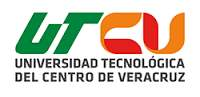 UTCV
UNIVERSIDAD TECNOLÓGICA
DEL CENTRO DE VERACRUZ